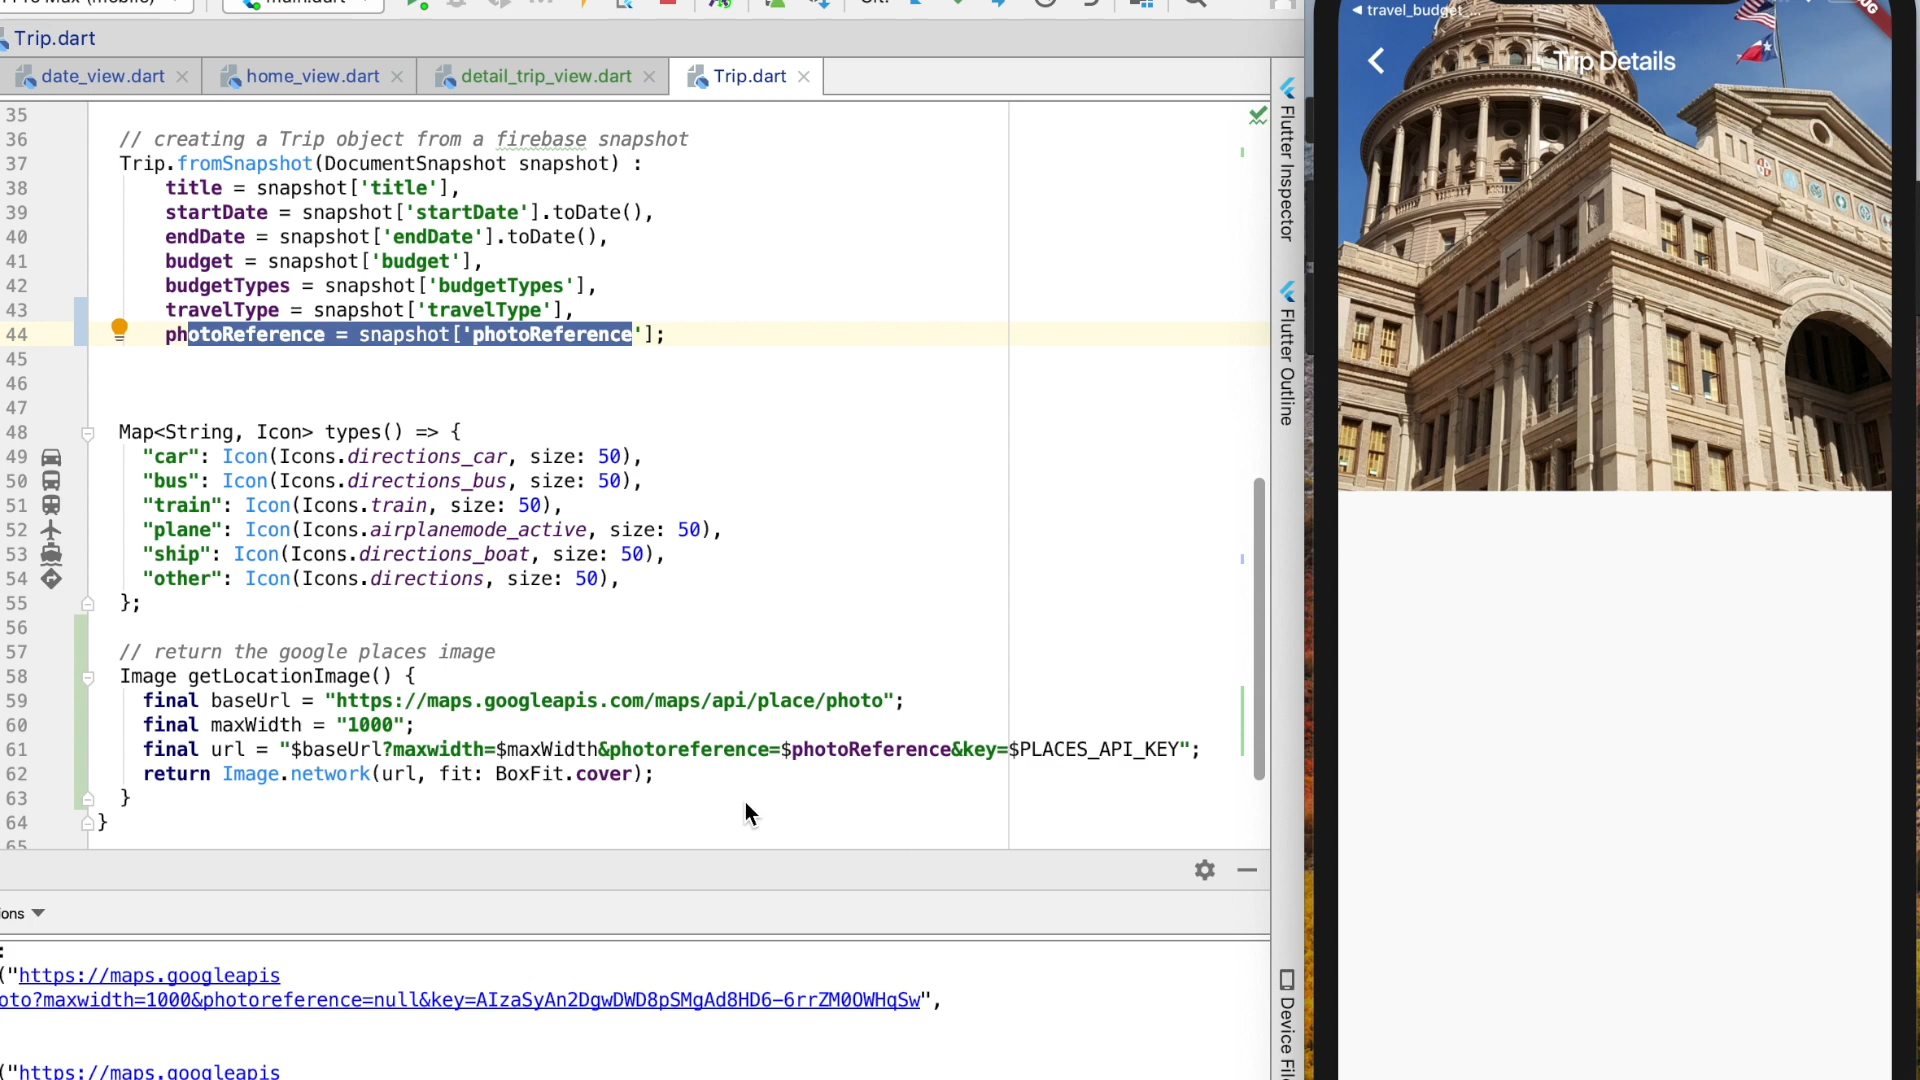 main.dart
Git:
Trip.dart
date_view.dart
home_view.dart
detail_trip_view.dart
Trip.dart
35
36 // creating a Trip object from a firebase snapshot
37 Trip.fromSnapshot(DocumentSnapshot snapshot) :
38 title = snapshot['title'],
39 startDate = snapshot['startDate'].toDate(),
40 endDate = snapshot['endDate'].toDate(),
41 budget = snapshot['budget'],
42 budgetTypes = snapshot['budgetTypes'],
43 travelType = snapshot['travelType'],
44 photoReference = snapshot['photoReference'];
45
46
47
48 Map<String, Icon> types() => {
49 "car": Icon(Icons.directions_car, size: 50),
50 "bus": Icon(Icons.directions_bus, size: 50),
51 "train": Icon(Icons.train, size: 50),
52 "plane": Icon(Icons.airplanemode_active, size: 50),
53 "ship": Icon(Icons.directions_boat, size: 50),
54 "other": Icon(Icons.directions, size: 50),
55 };
56
57 // return the google places image
58 Image getLocationImage() {
59 final baseUrl = "https://maps.googleapis.com/maps/api/place/photo";
60 final maxWidth = "1000";
61 final url = "$baseUrl?maxwidth=$maxWidth&photoreference=$photoReference&key=$PLACES_API_KEY";
62 return Image.network(url, fit: BoxFit.cover);
63 }
64 }
65
ons
:
("https://maps.googleapis
oto?maxwidth=1000&photoreference=null&key=AIzaSyAn2DgwDWD8pSMgAd8HD6-6rrZM0OWHqSw",
("https://maps.googleapis
Flutter Inspector
Flutter Outline
Device Fil
travel_budget_...
Trip Details